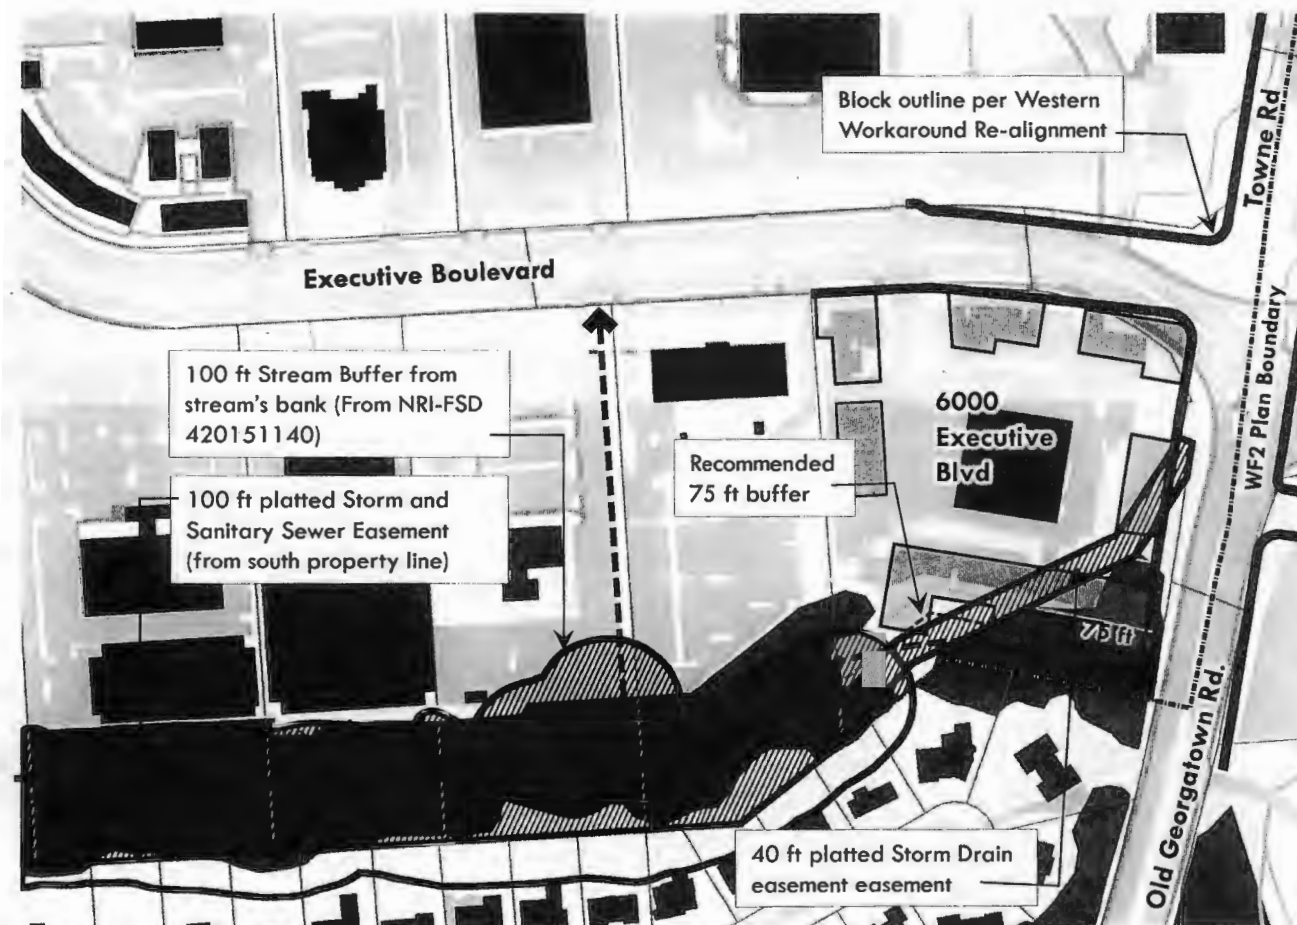 Block outline per Western
Workaround Re-alignment
Towne Rd
Executive Boulevard
WF2 Plan Boundary
100 ft Stream Buffer from
stream's bank (From NRI-FSD
420151140)
6000
Executive
Blvd
Recommended
75 ft buffer
100 ft platted Storm and
Sanitary Sewer Easement
(from south property line)
75 ft
Old Georgatown Rd.
40 ft platted Storm Drain
easement easement